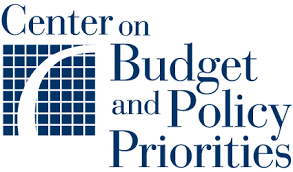 Center on
Budget
and Policy
Priorities